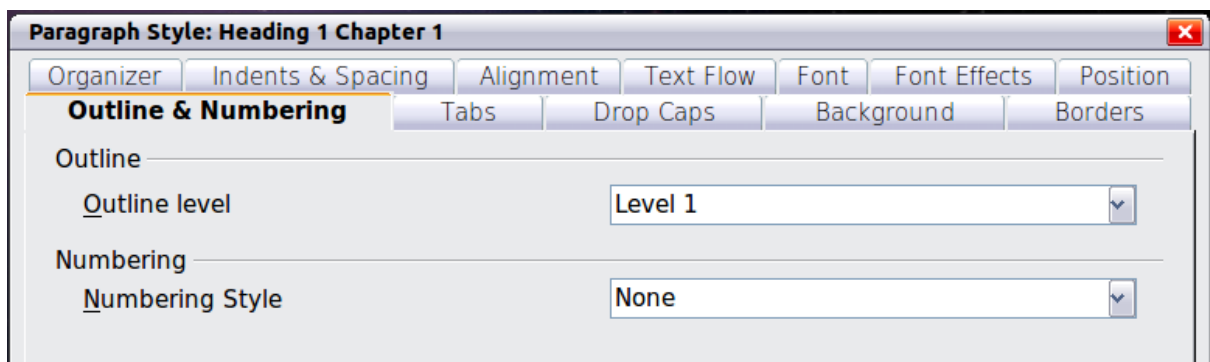 Paragraph Style: Heading 1 Chapter 1
Organizer Indents & Spacing Alignment Text Flow Font Font Effects Position
Outline & Numbering Tabs Drop Caps Background Borders
Outline
Outline level Level 1
Numbering
Numbering Style None